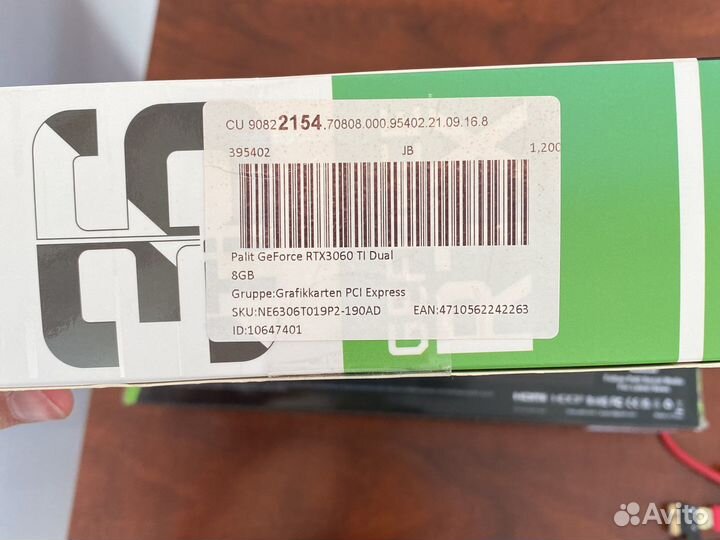 CU 90822154.70808.000.95402.21.09.16.8
395402 JB 1,200
Palit GeForce RTX3060 TI Dual
8GB
Gruppe:Grafikkarten PCI Express
SKU:NE6306T019P2-190AD EAN:4710562242263
ID:10647401
HDMI
Avito